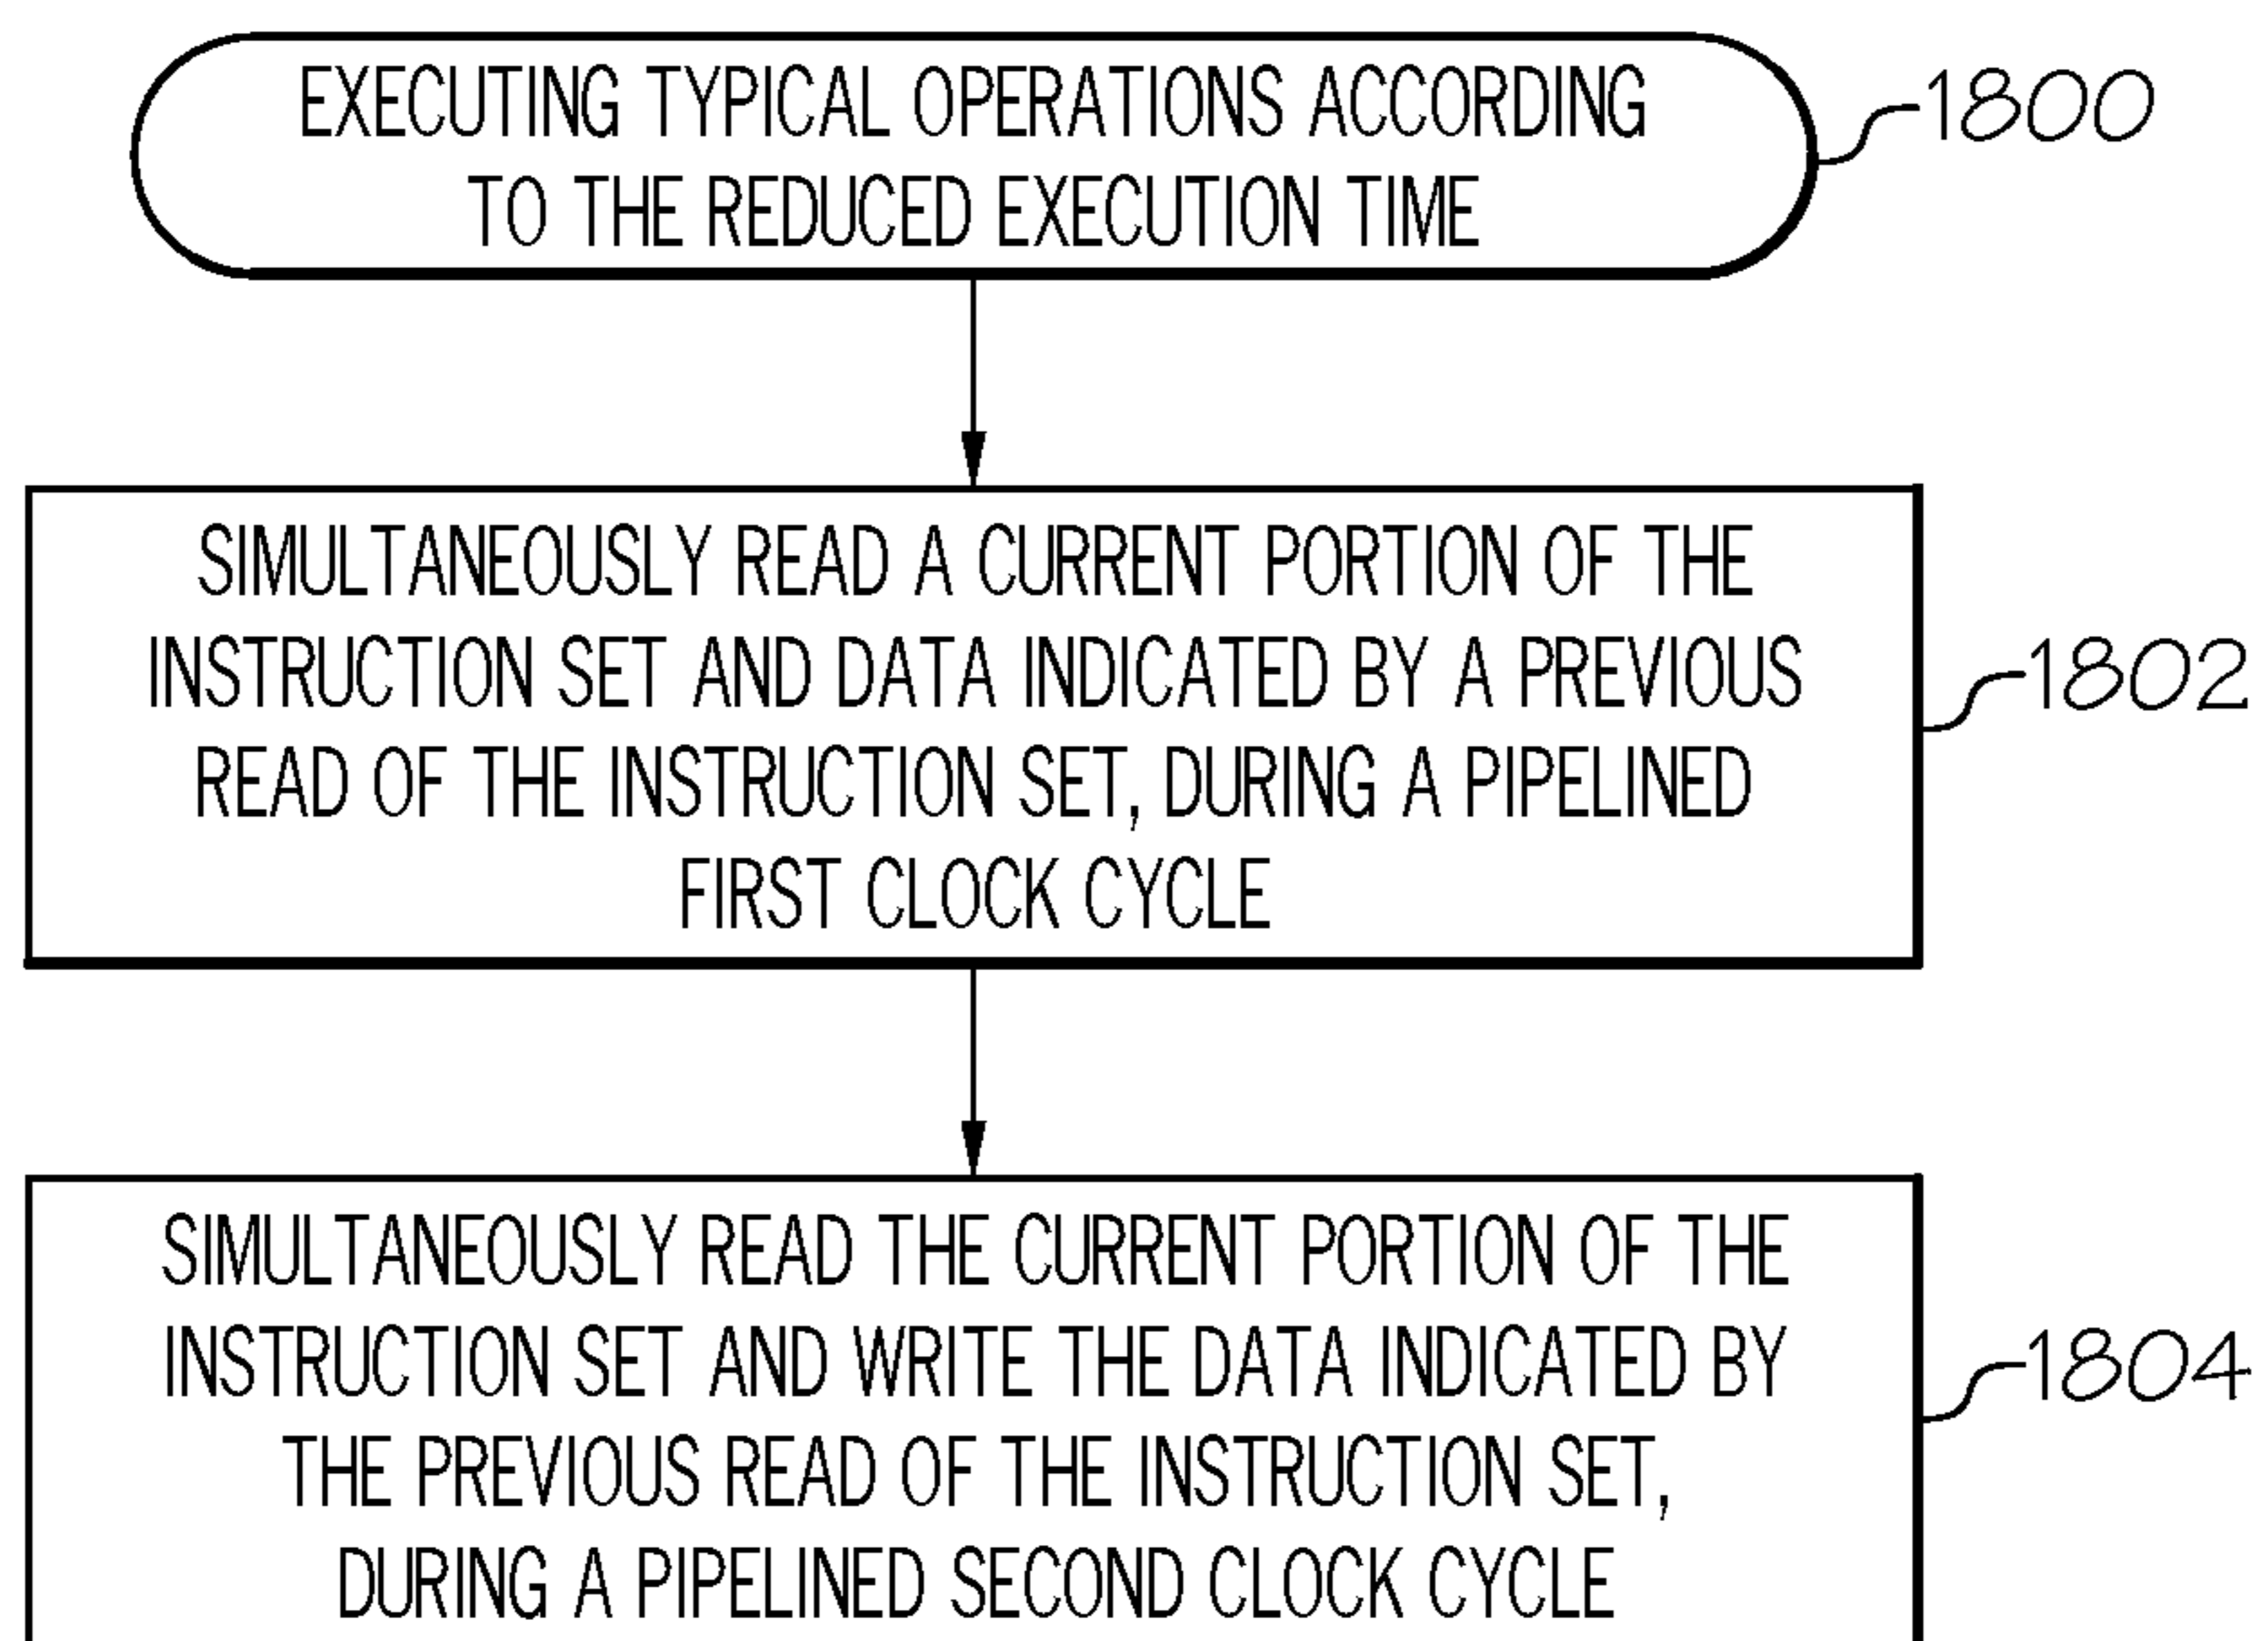 EXECUTING TYPICAL OPERATIONS ACCORDING
TO THE REDUCED EXECUTION TIME
1800
SIMULTANEOUSLY READ A CURRENT PORTION OF THE
INSTRUCTION SET AND DATA INDICATED BY A PREVIOUS
READ OF THE INSTRUCTION SET, DURING A PIPELINED
FIRST CLOCK CYCLE
1802
SIMULTANEOUSLY READ THE CURRENT PORTION OF THE
INSTRUCTION SET AND WRITE THE DATA INDICATED BY
THE PREVIOUS READ OF THE INSTRUCTION SET,
DURING A PIPELINED SECOND CLOCK CYCLE
1804